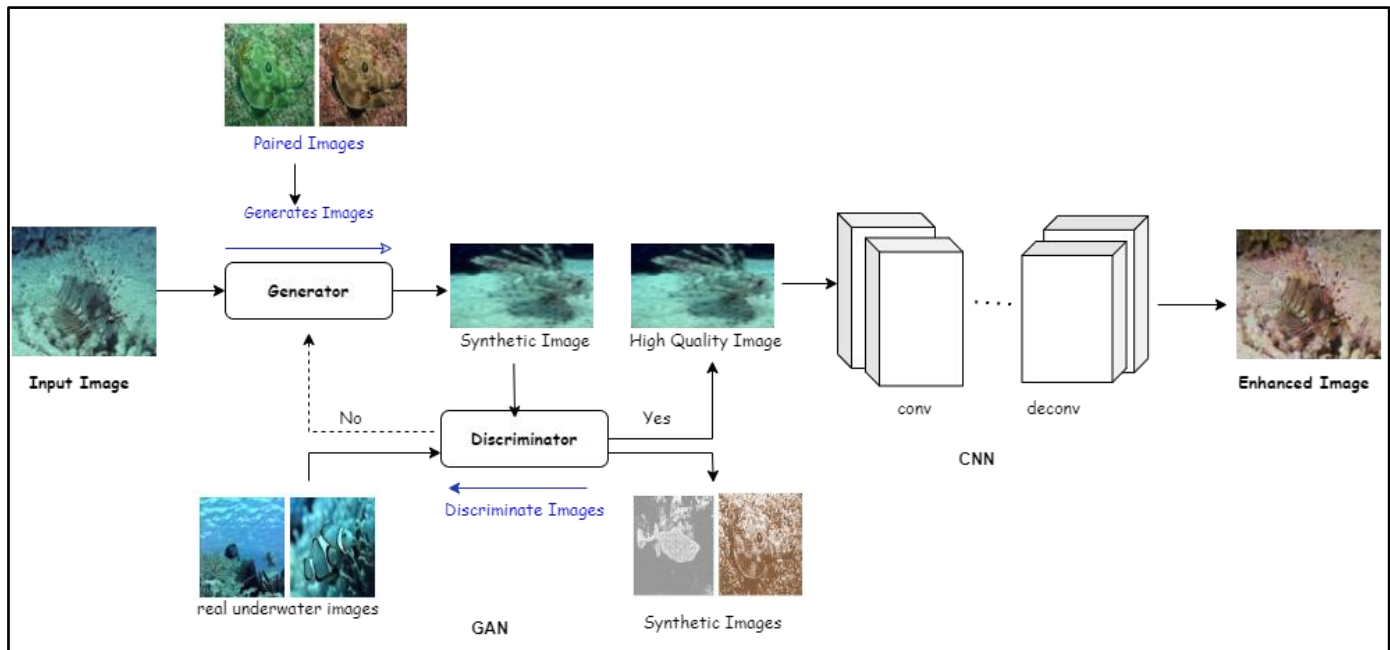 Paired Images
Generates Images
Generator
Input Image
Synthetic Image
High Quality Image
No
Yes
Discriminator
Discriminate Images
real underwater images
Synthetic Images
GAN
conv
. . . .
deconv
CNN
Enhanced Image